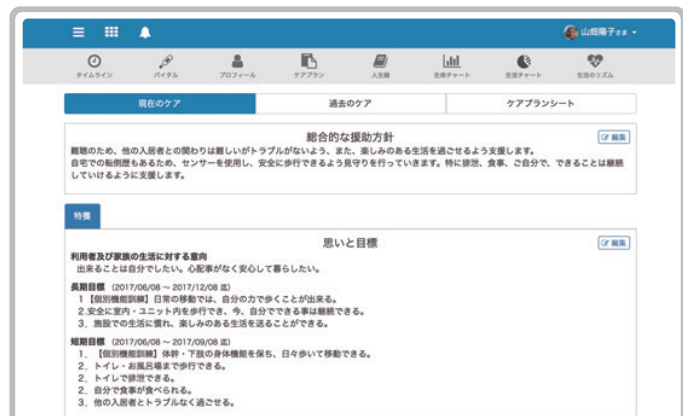 山畑陽子さま
タイムライン
バイタル
プロフィール
ケアプラン
人生録
生命チャート
生活チャート
生活のリズム
現在のケア
過去のケア
ケアプランシート
総合的な援助方針
編集
難聴のため、他の入居者との関わりは難しいがトラブルがないよう、また、楽しみのある生活を過ごせるよう支援します。
自宅での転倒歴もあるため、センサーを使用し、安全に歩行できるよう見守りを行っていきます。特に排泄、食事、ご自分で、できることは継続
していけるように支援します。
特養
思いと目標
編集
利用者及び家族の生活に対する意向
出来ることは自分でしたい。心配事がなく安心して暮らしたい。
長期目標 (2017/06/08 〜 2017/12/08 迄)
1 【個別機能訓練】日常の移動では、自分の力で歩くことが出来る。
2.安全に室内・ユニット内を歩行でき、今、自分でできる事は継続できる。
3．施設での生活に慣れ、楽しみのある生活を送ることができる。
短期目標 (2017/06/08 〜 2017/09/08 迄)
1．【個別機能訓練】体幹・下肢の身体機能を保ち、日々歩いて移動できる。
2．トイレ・お風呂場まで歩行できる。
2．トイレで排泄できる。
2．自分で食事が食べられる。
3．他の入居者とトラブルなく過ごせる。